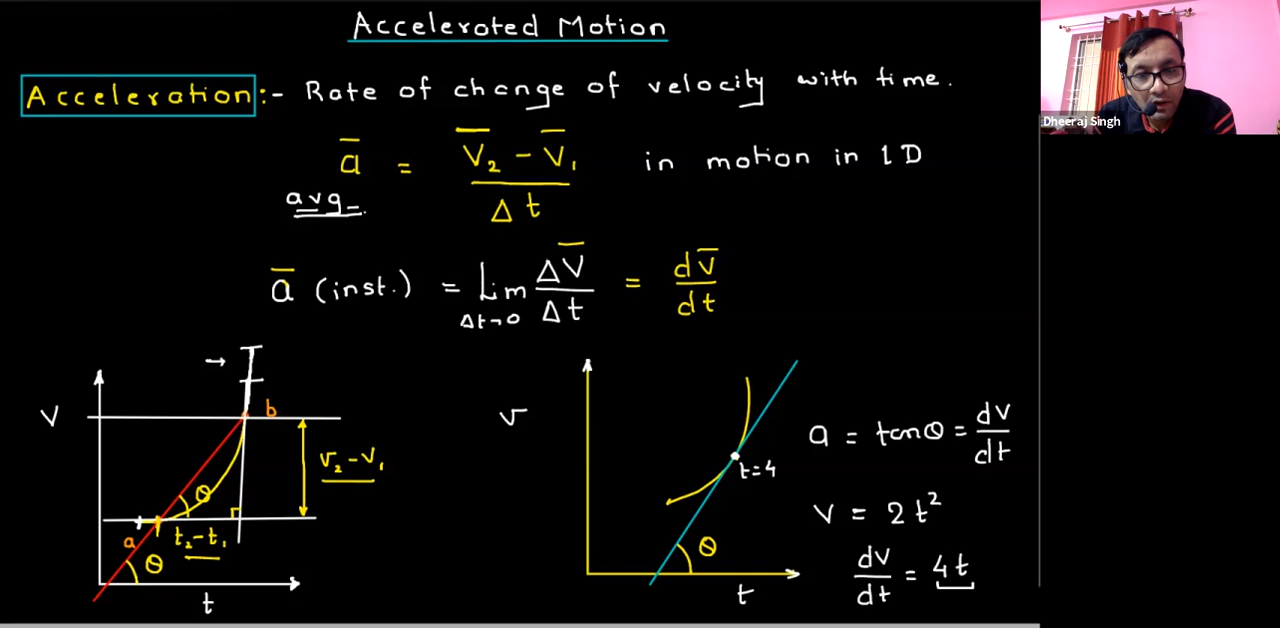 Accelerated Motion
Acceleration :- Rate of change of velocity with time.
Dheeraj Singh
a̅ avg. = (V̅₂ - V̅₁) / Δt in motion in 1D
a̅ (inst.) = Lim Δt→0 ΔV̅/Δt = dv̅/dt
→
V
b
v₂-v₁
θ
a
t₂-t₁
θ
t
v
t=4
θ
t
a = tanθ = dv/dt
v = 2t²
dv/dt = 4t